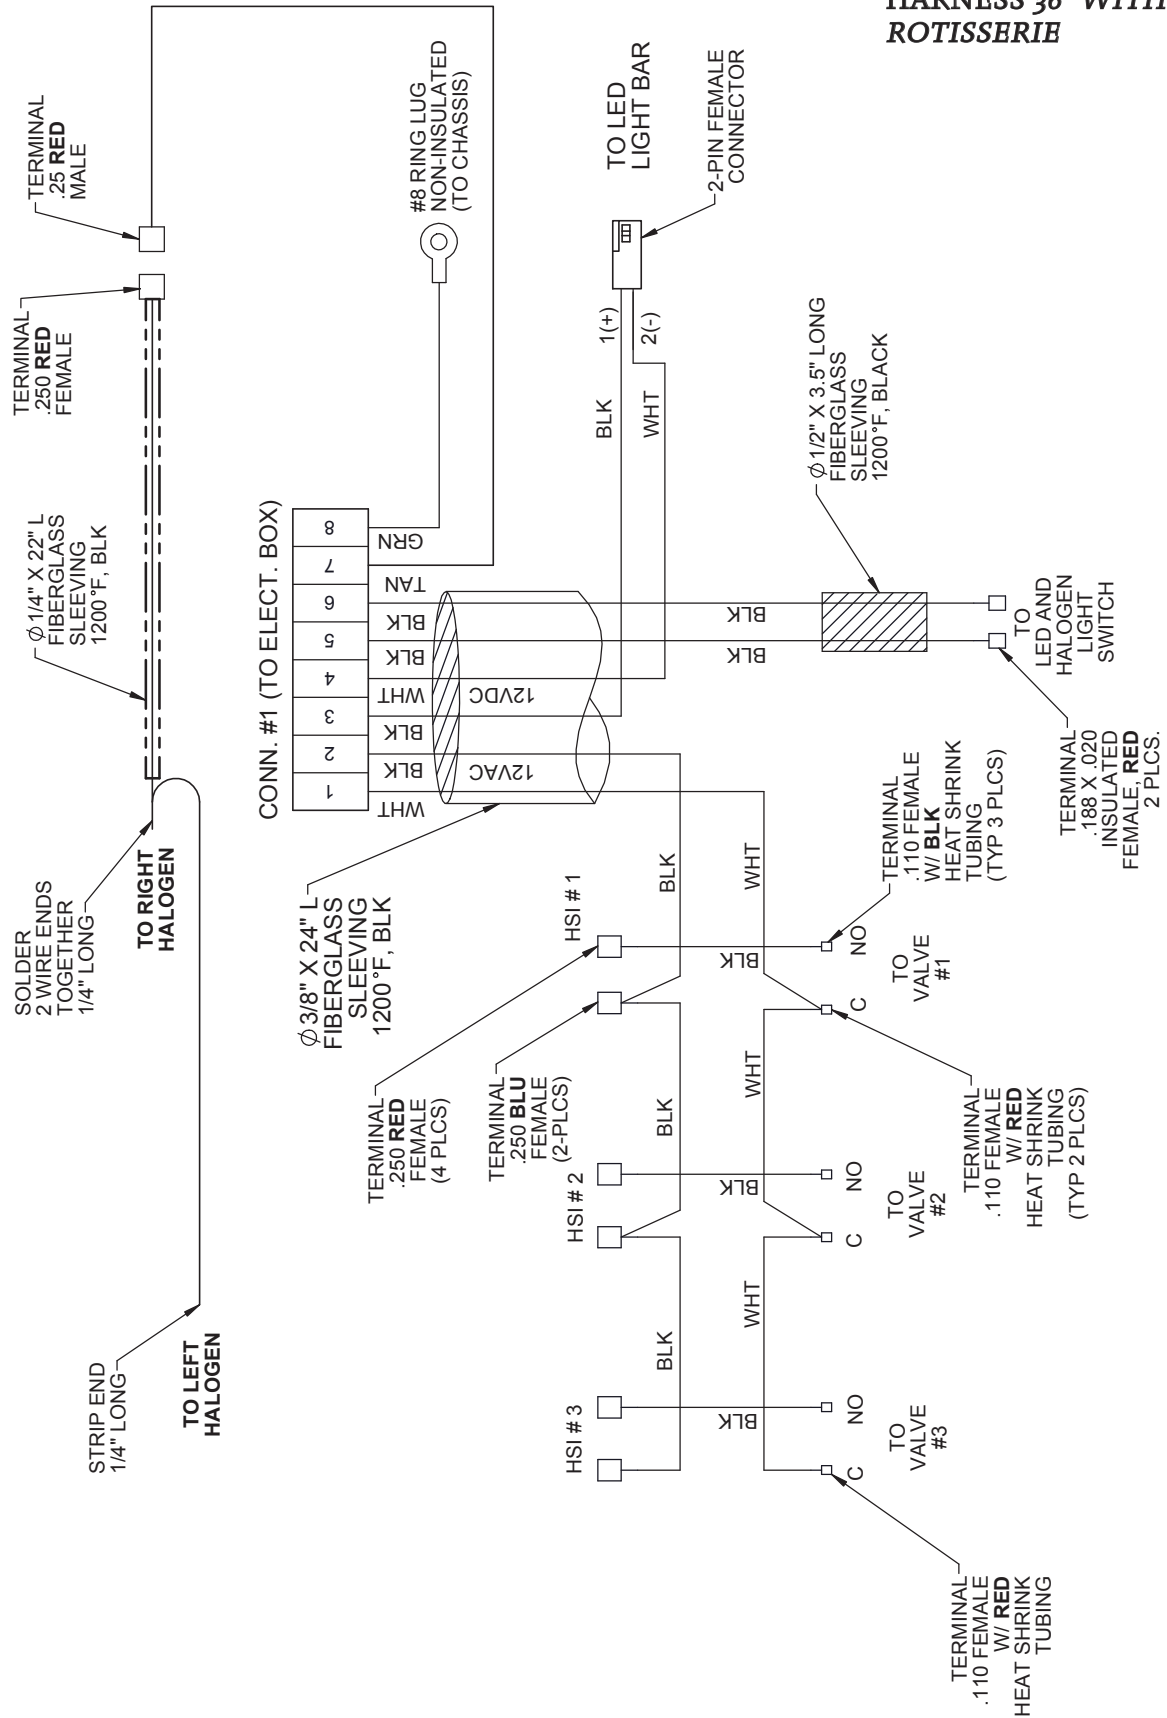 HARNESS 36" WITH
ROTISSERIE
STRIP END
1/4" LONG
TO LEFT
HALOGEN
SOLDER
2 WIRE ENDS
TOGETHER
1/4" LONG
TO RIGHT
HALOGEN
Ø 1/4" X 22" L
FIBERGLASS
SLEEVING
1200°F, BLK
TERMINAL
.250 RED
FEMALE
TERMINAL
.25 RED
MALE
CONN. #1 (TO ELECT. BOX)
1
2
3
4
5
6
7
8
WHT
BLK
BLK
WHT
BLK
BLK
TAN
GRN
12VAC
12VDC
#8 RING LUG
NON-INSULATED
(TO CHASSIS)
Ø 3/8" X 24" L
FIBERGLASS
SLEEVING
1200°F, BLK
TERMINAL
.250 RED
FEMALE
(4 PLCS)
TERMINAL
.250 BLU
FEMALE
(2-PLCS)
HSI # 3
HSI # 2
HSI # 1
BLK
BLK
BLK
BLK
BLK
BLK
WHT
WHT
WHT
BLK
WHT
1(+)
2(-)
TO LED
LIGHT BAR
2-PIN FEMALE
CONNECTOR
BLK
BLK
Ø 1/2" X 3.5" LONG
FIBERGLASS
SLEEVING
1200°F, BLACK
C
NO
TO
VALVE
#3
C
NO
TO
VALVE
#2
C
NO
TO
VALVE
#1
TERMINAL
.110 FEMALE
W/ RED
HEAT SHRINK
TUBING
TERMINAL
.110 FEMALE
W/ RED
HEAT SHRINK
TUBING
(TYP 2 PLCS)
TERMINAL
.110 FEMALE
W/ BLK
HEAT SHRINK
TUBING
(TYP 3 PLCS)
TERMINAL
.188 X .020
INSULATED
FEMALE, RED
2 PLCS.
TO
LED AND
HALOGEN
LIGHT
SWITCH